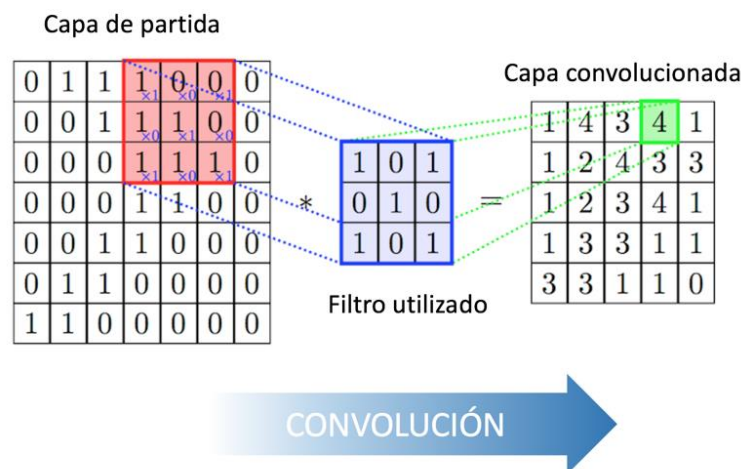 Capa de partida
Capa convolucionada
0 1 1 1×1 0×0 0×1 0
0 0 1 1×0 1×1 0×0 0
0 0 0 1×1 1×0 1×1 0
0 0 0 1 1 0 0
0 0 1 1 0 0 0
0 1 1 0 0 0 0
1 1 0 0 0 0 0
*
1 0 1
0 1 0
1 0 1
Filtro utilizado
=
1 4 3 4 1
1 2 4 3 3
1 2 3 4 1
1 3 3 1 1
3 3 1 1 0
CONVOLUCIÓN